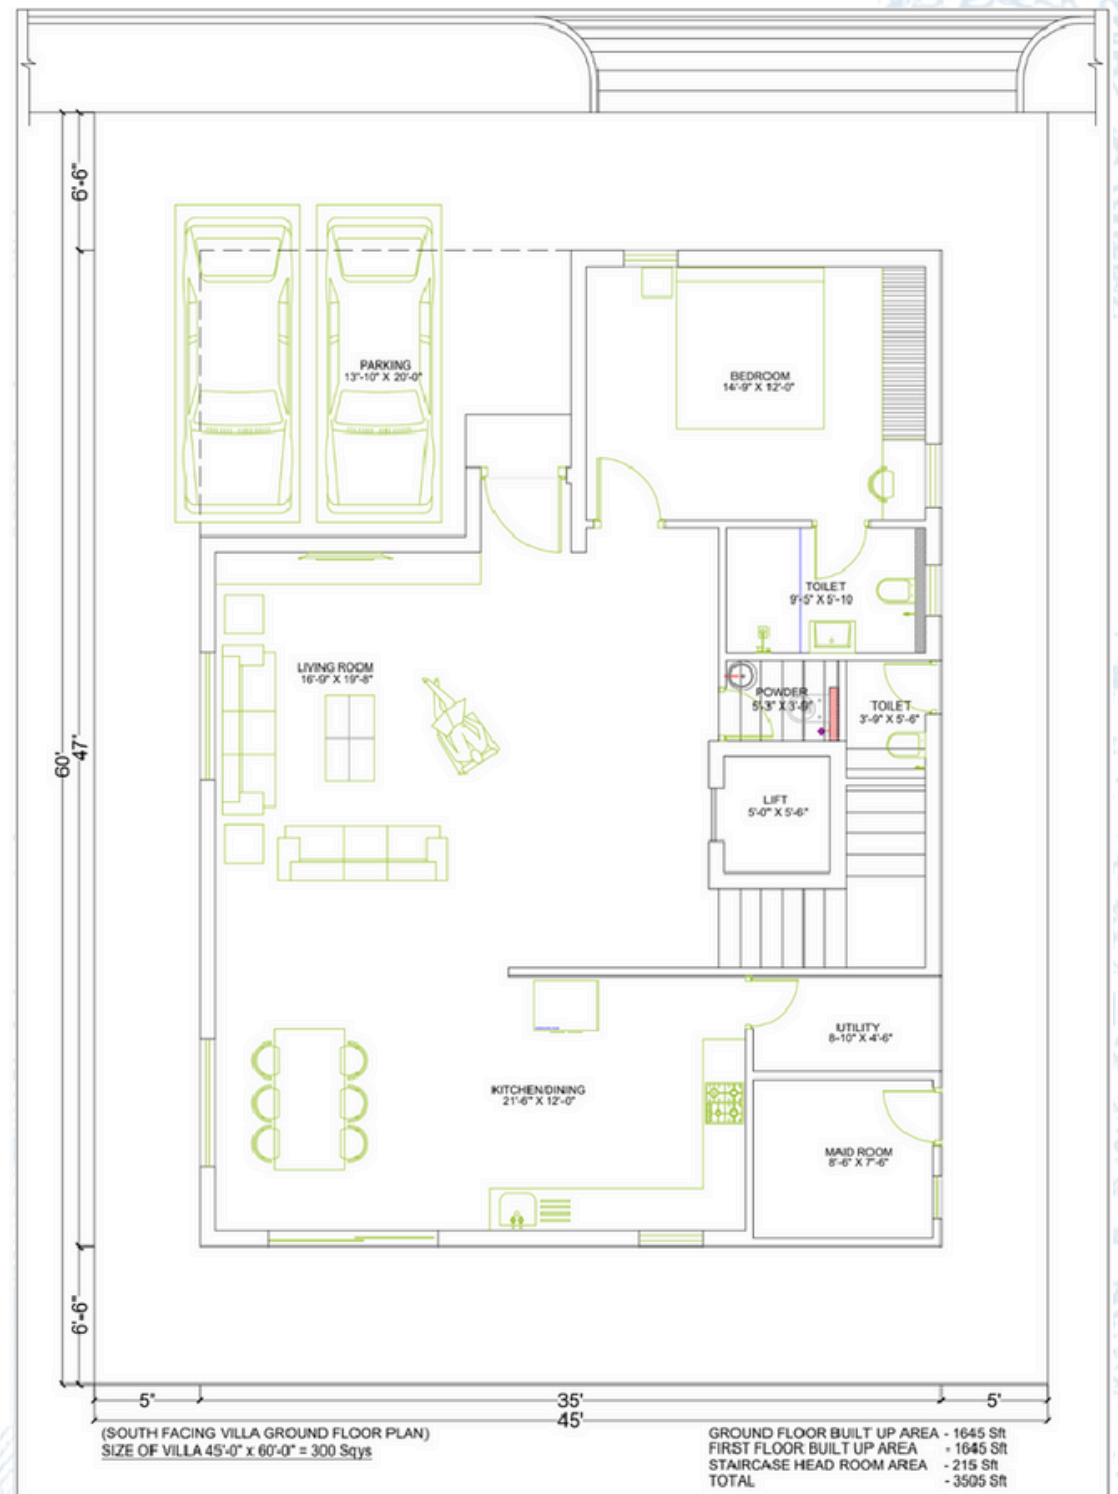 6'-6"
PARKING
13'-10" X 20'-0"
BEDROOM
14'-9" X 12'-0"
TOILET
9'-5" X 5'-10
LIVING ROOM
16'-9" X 19'-8"
POWDER
5'-3" X 3'-9"
TOILET
3'-9" X 5'-6"
60'
47'
LIFT
5'-0" X 5'-6"
UTILITY
8-10" X 4'-6"
KITCHEN/DINING
21'-6" X 12'-0"
MAID ROOM
8'-6" X 7'-6"
6'-6"
5'
35'
5'
45'
(SOUTH FACING VILLA GROUND FLOOR PLAN)
SIZE OF VILLA 45'-0" x 60'-0" = 300 Sqys
GROUND FLOOR BUILT UP AREA - 1645 Sft
FIRST FLOOR BUILT UP AREA - 1645 Sft
STAIRCASE HEAD ROOM AREA - 215 Sft
TOTAL - 3505 Sft